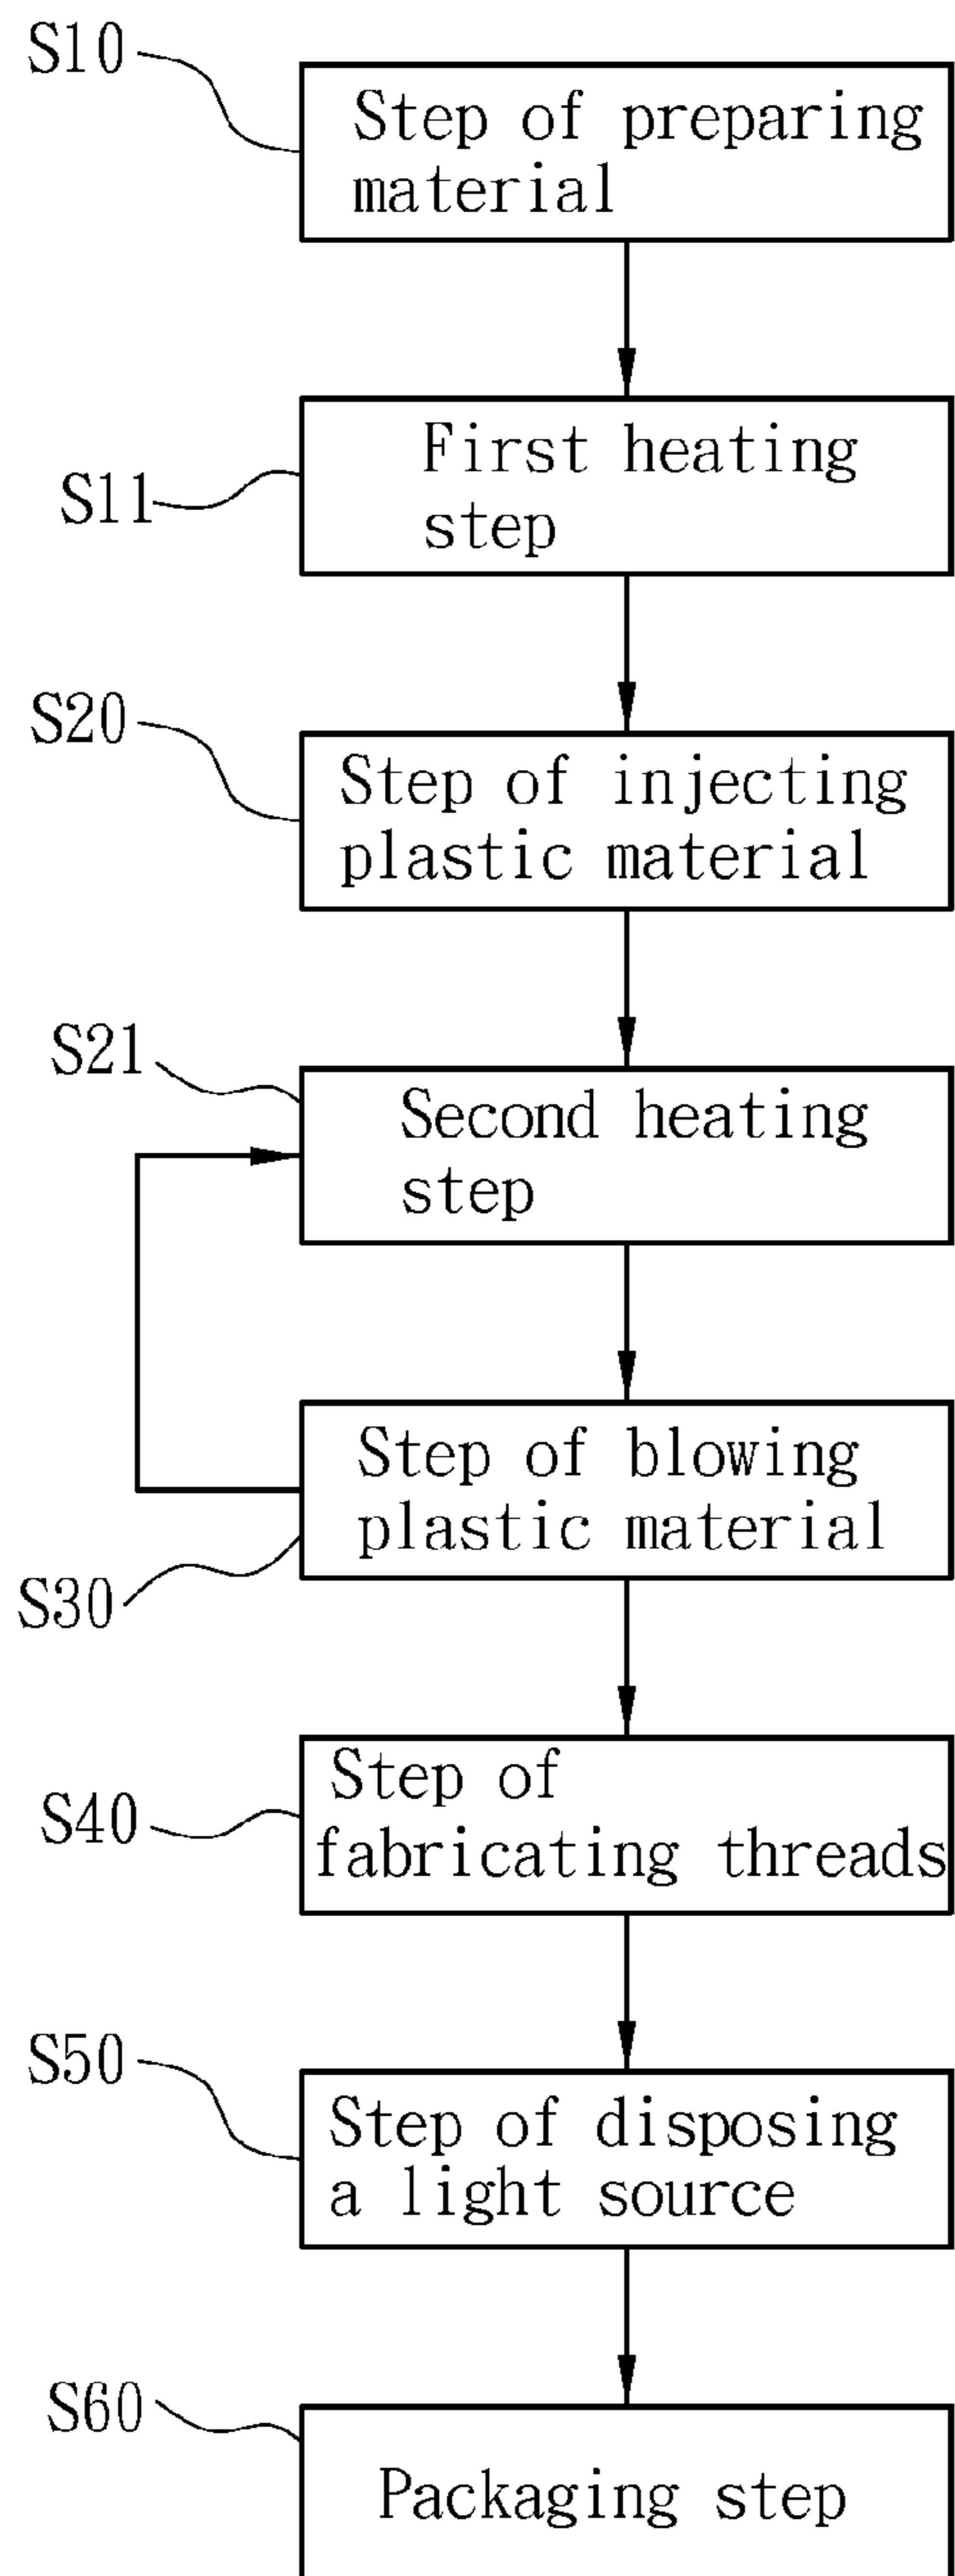 S10
Step of preparing
material
S11
First heating
step
S20
Step of injecting
plastic material
S21
Second heating
step
S30
Step of blowing
plastic material
S40
Step of
fabricating threads
S50
Step of disposing
a light source
S60
Packaging step